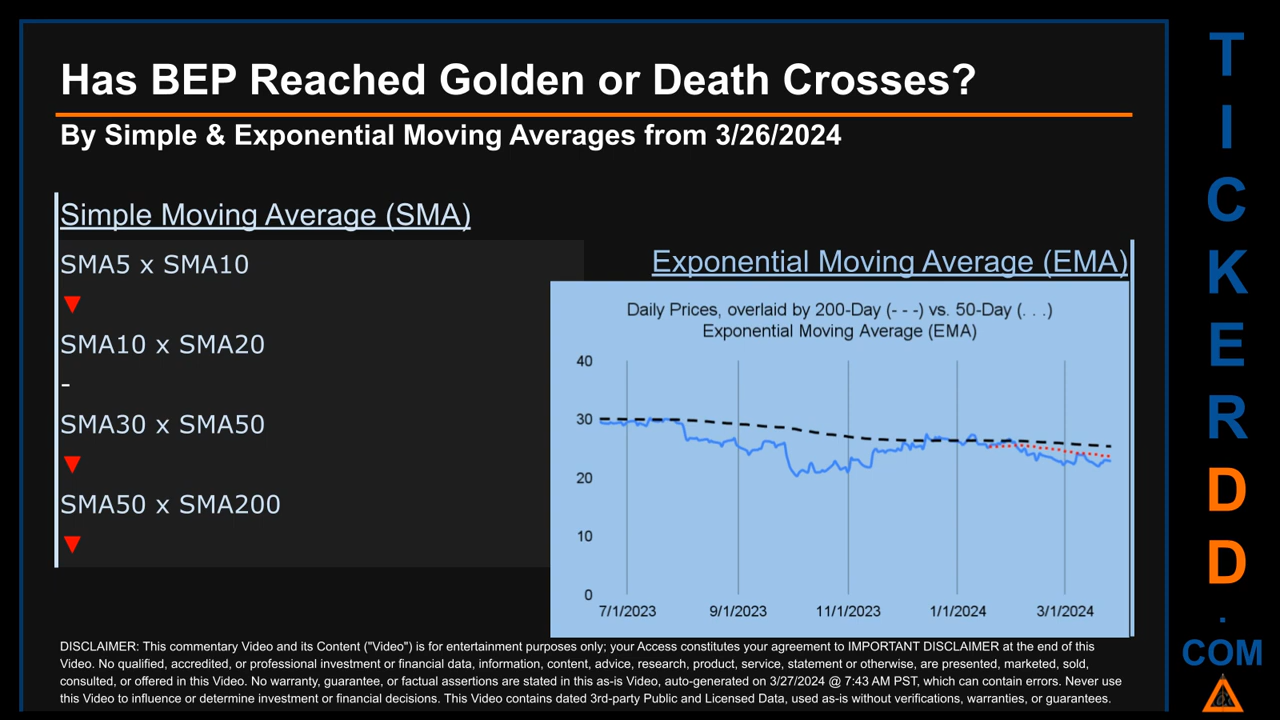 Has BEP Reached Golden or Death Crosses?
By Simple & Exponential Moving Averages from 3/26/2024
Simple Moving Average (SMA)
SMA5 x SMA10
▼
SMA10 x SMA20
-
SMA30 x SMA50
▼
SMA50 x SMA200
▼
Exponential Moving Average (EMA)
Daily Prices, overlaid by 200-Day (- - -) vs. 50-Day (. . .)
Exponential Moving Average (EMA)
40
30
20
10
0
7/1/2023 9/1/2023 11/1/2023 1/1/2024 3/1/2024
DISCLAIMER: This commentary Video and its Content ("Video") is for entertainment purposes only; your Access constitutes your agreement to IMPORTANT DISCLAIMER at the end of this
Video. No qualified, accredited, or professional investment or financial data, information, content, advice, research, product, service, statement or otherwise, are presented, marketed, sold,
consulted, or offered in this Video. No warranty, guarantee, or factual assertions are stated in this as-is Video, auto-generated on 3/27/2024 @ 7:43 AM PST, which can contain errors. Never use
this Video to influence or determine investment or financial decisions. This Video contains dated 3rd-party Public and Licensed Data, used as-is without verifications, warranties, or guarantees.
T
I
C
K
E
R
D
D
.
COM